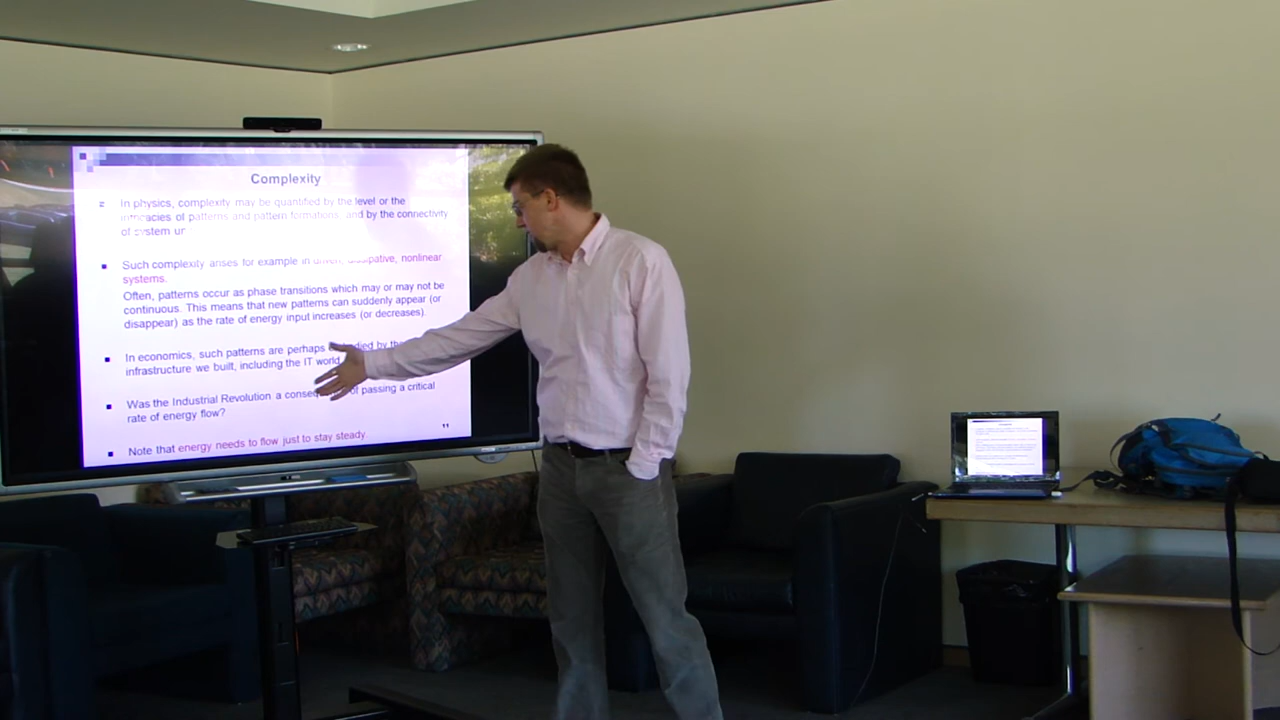 Complexity
In physics, complexity may be quantified by the level or the
intricacies of patterns and pattern formations, and by the connectivity
of system un
Such complexity arises for example in driven, dissipative, nonlinear
systems.
Often, patterns occur as phase transitions which may or may not be
continuous. This means that new patterns can suddenly appear (or
disappear) as the rate of energy input increases (or decreases).
In economics, such patterns are perhaps by the
infrastructure we built, including the IT world
Was the Industrial Revolution a of passing a critical
rate of energy flow?
Note that energy needs to flow just to stay steady.
11